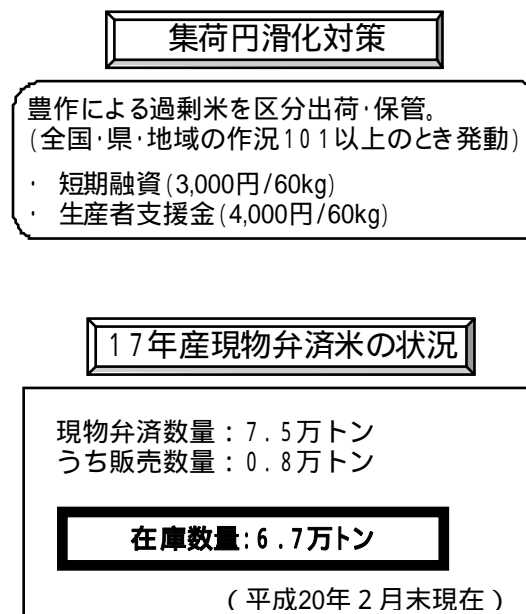 集荷円滑化対策
豊作による過剰米を区分出荷・保管。
(全国・県・地域の作況101以上のとき発動)
・ 短期融資(3,000円/60kg)
・ 生産者支援金(4,000円/60kg)
17年産現物弁済米の状況
現物弁済数量：7.5万トン
うち販売数量：0.8万トン
在庫数量:6.7万トン
(平成20年2月末現在)